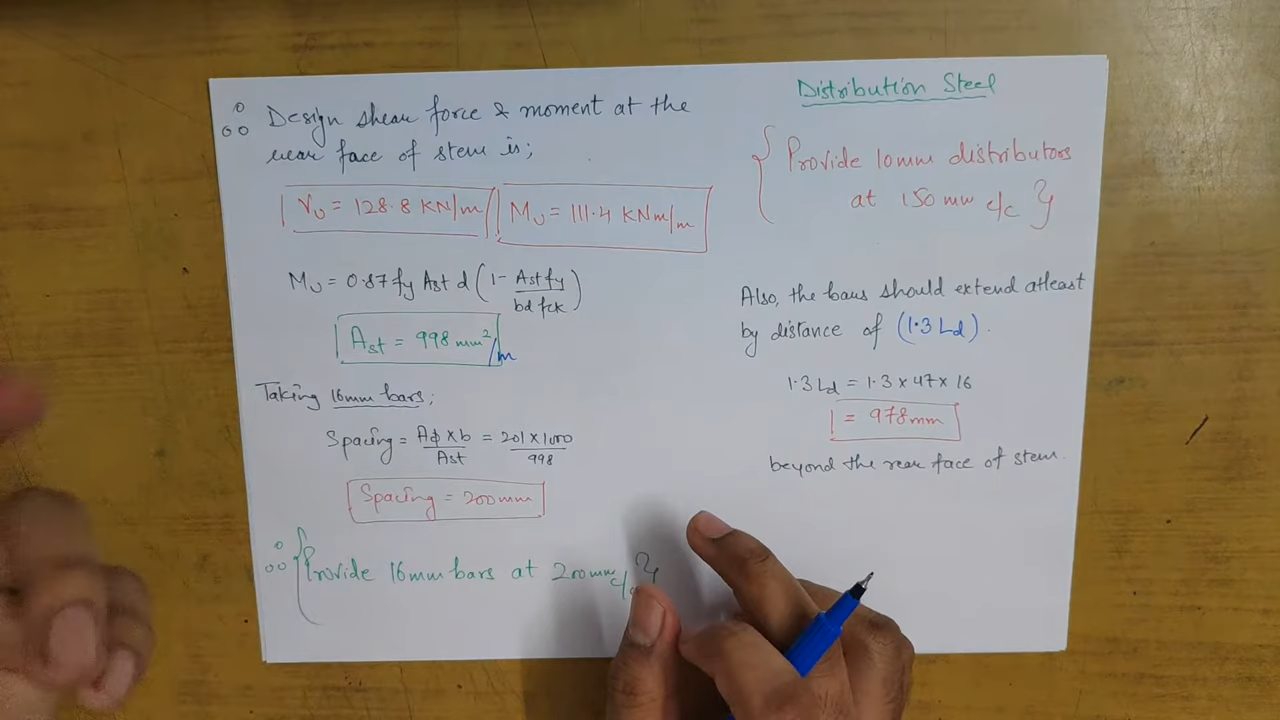 ∴ Design shear force & moment at the
rear face of stem is;
Vu = 128.8 KN/m Mu = 111.4 KNm/m
Mu = 0.87 fy Ast d (1 - Ast fy / bd fck)
Ast = 998 mm²/m
Taking 16mm bars;
Spacing = Aϕ × b / Ast = 201 × 1000 / 998
Spacing = 200mm
∴ {Provide 16mm bars at 200mm c/c}
Distribution Steel
{Provide 10mm distributors
at 150mm c/c}
Also, the bars should extend atleast
by distance of (1.3 Ld).
1.3 Ld = 1.3 × 47 × 16
= 978mm
beyond the rear face of stem.